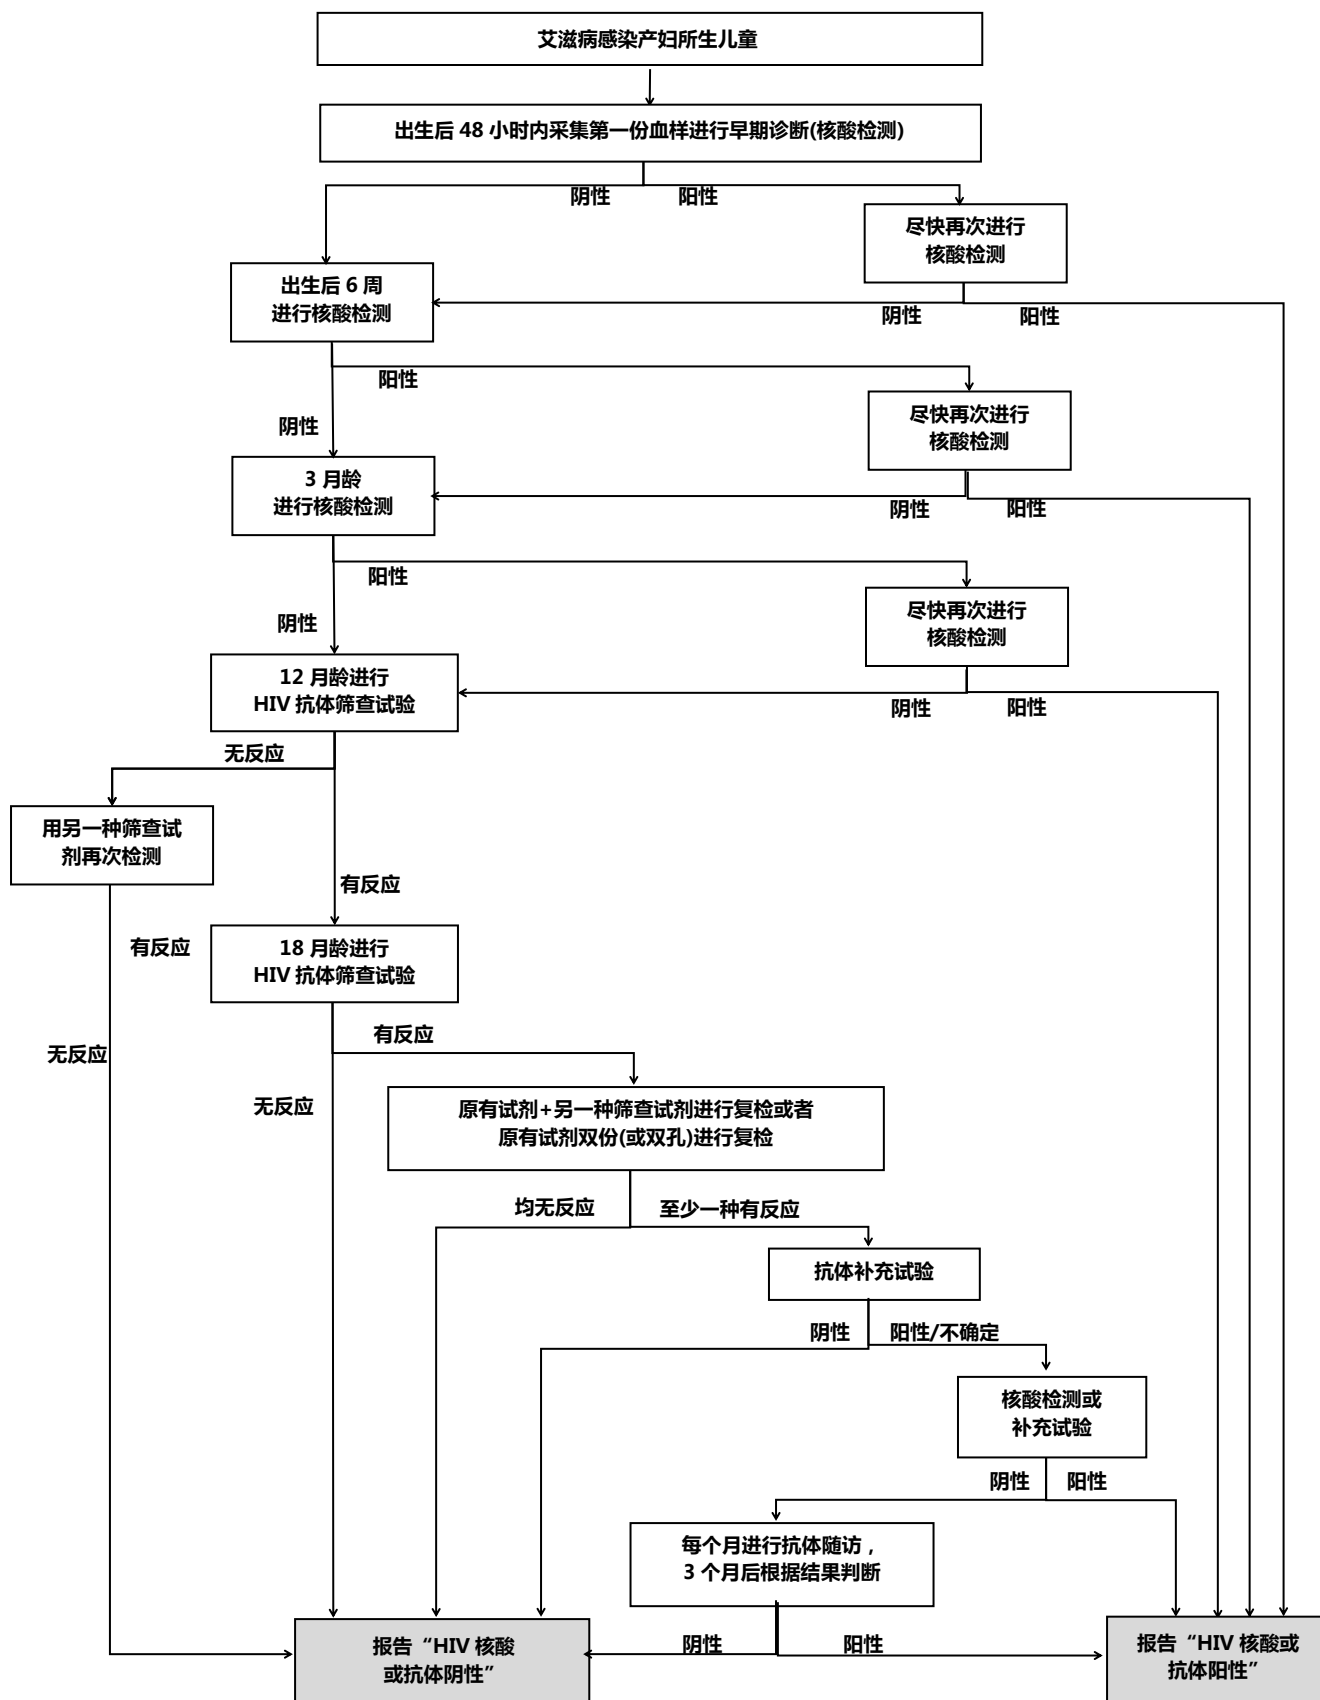 艾滋病感染产妇所生儿童
出生后 48 小时内采集第一份血样进行早期诊断(核酸检测)
阴性
阳性
尽快再次进行
核酸检测
出生后 6 周
进行核酸检测
阴性
阳性
阳性
尽快再次进行
核酸检测
阴性
3 月龄
进行核酸检测
阴性
阳性
阳性
尽快再次进行
核酸检测
阴性
12 月龄进行
HIV 抗体筛查试验
阴性
阳性
无反应
用另一种筛查试
剂再次检测
有反应
有反应
18 月龄进行
HIV 抗体筛查试验
有反应
无反应
无反应
原有试剂+另一种筛查试剂进行复检或者
原有试剂双份(或双孔)进行复检
均无反应
至少一种有反应
抗体补充试验
阴性
阳性/不确定
核酸检测或
补充试验
阴性
阳性
每个月进行抗体随访，
3 个月后根据结果判断
阴性
阳性
报告“HIV 核酸
或抗体阴性”
报告“HIV 核酸或
抗体阳性”